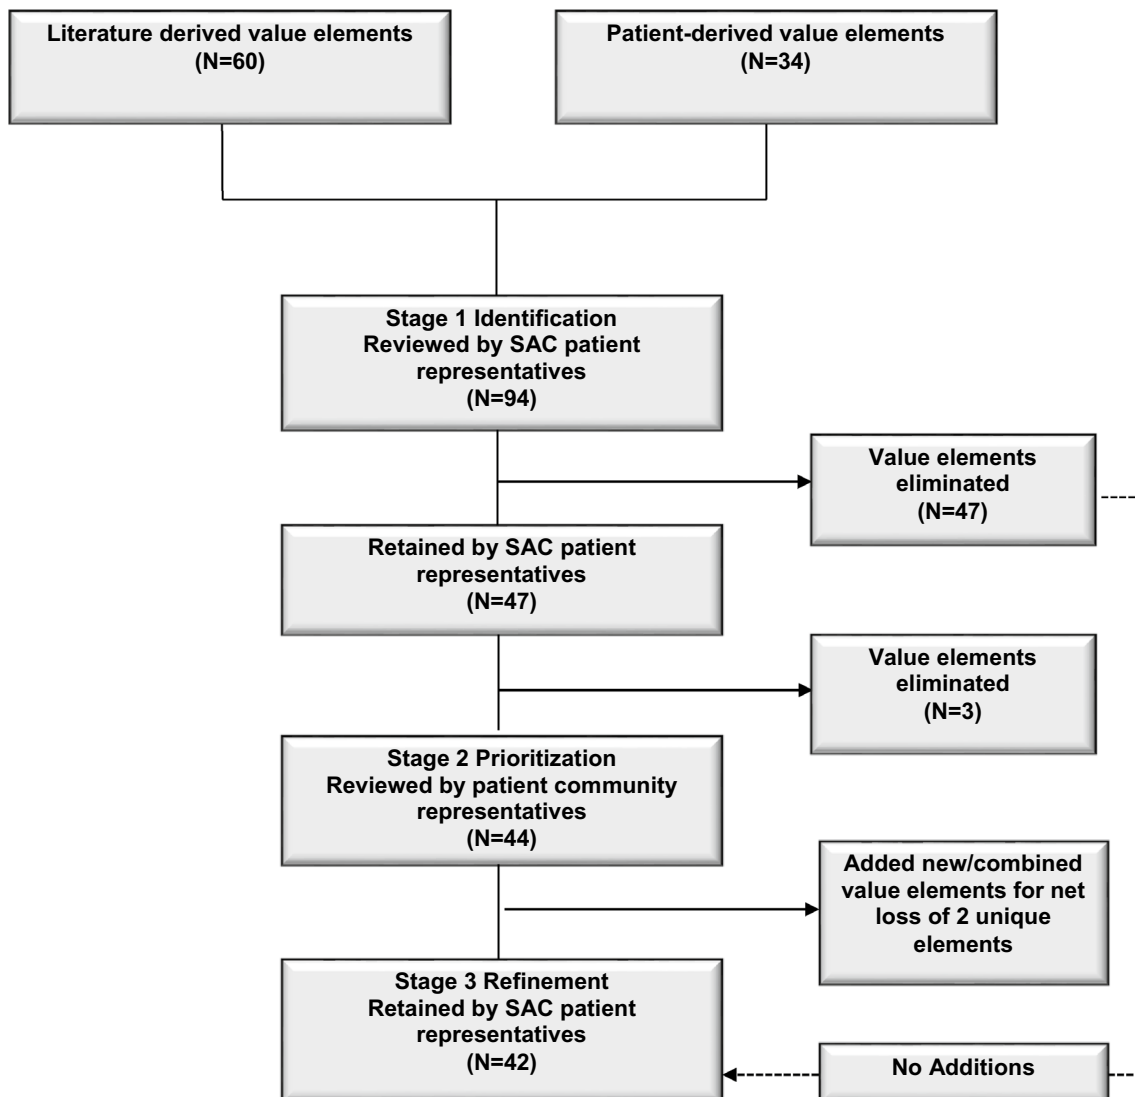 Literature derived value elements
(N=60)
Patient-derived value elements
(N=34)
Stage 1 Identification
Reviewed by SAC patient
representatives
(N=94)
Value elements
eliminated
(N=47)
Retained by SAC patient
representatives
(N=47)
Value elements
eliminated
(N=3)
Stage 2 Prioritization
Reviewed by patient community
representatives
(N=44)
Added new/combined
value elements for net
loss of 2 unique
elements
Stage 3 Refinement
Retained by SAC patient
representatives
(N=42)
No Additions